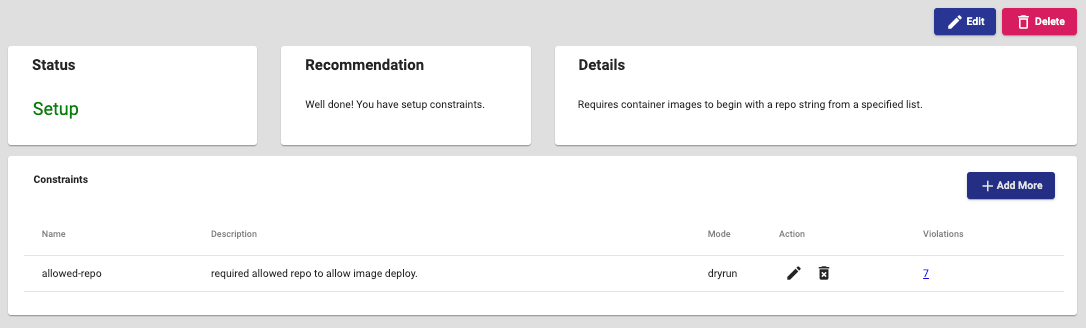 Edit Delete
Status Recommendation Details
Setup Well done! You have setup constraints. Requires container images to begin with a repo string from a specified list.
Constraints
Add More
Name Description Mode Action Violations
allowed-repo required allowed repo to allow image deploy. dryrun 7